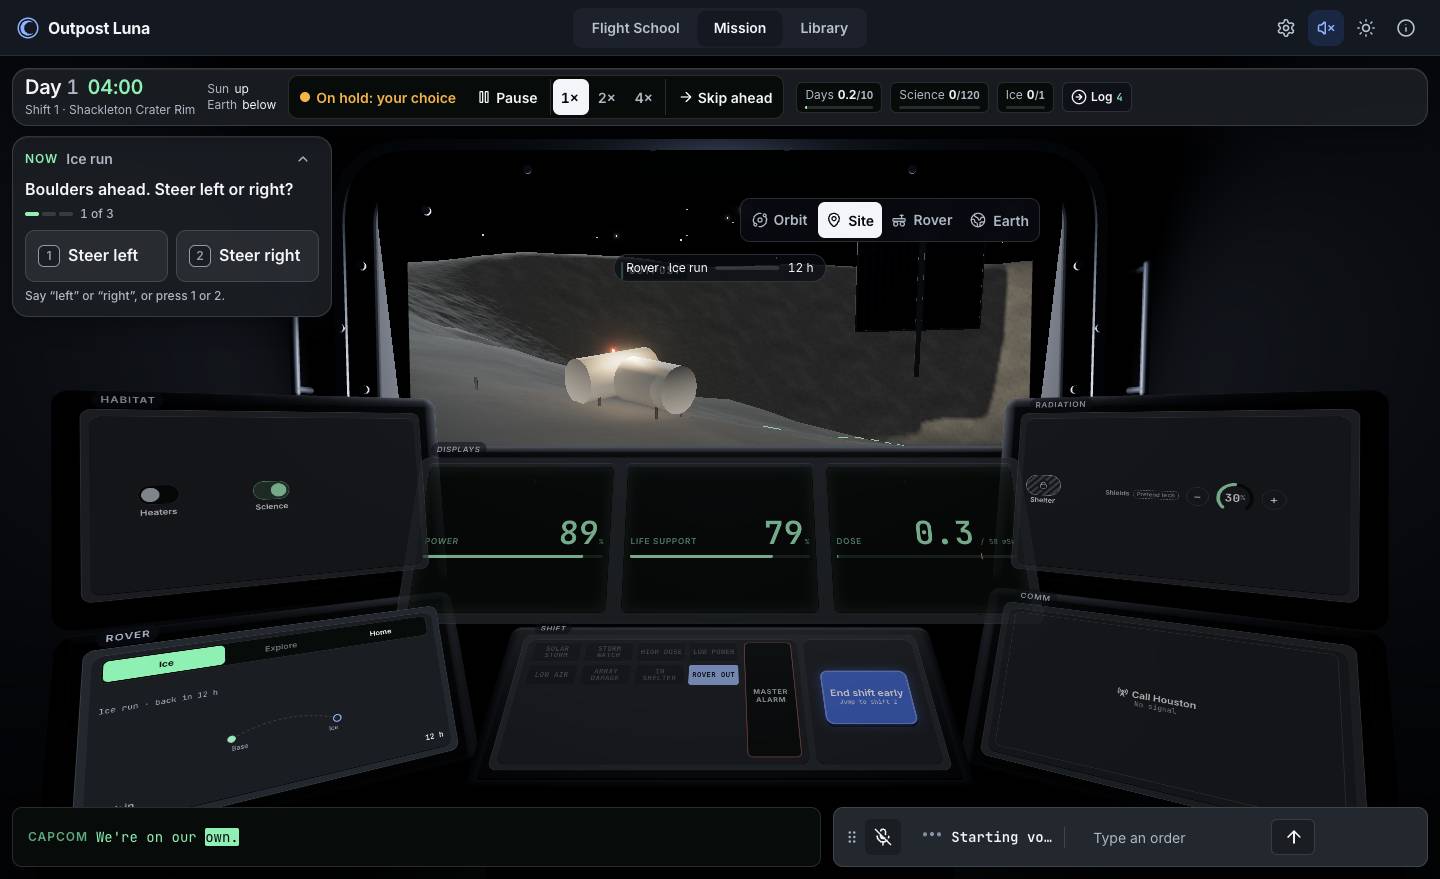 Outpost Luna
Flight School
Mission
Library
Day 1 04:00
Shift 1 · Shackleton Crater Rim
Sun up
Earth below
On hold: your choice
Pause
1×
2×
4×
Skip ahead
Days 0.2/10
Science 0/120
Ice 0/1
Log 4
NOW Ice run
Boulders ahead. Steer left or right?
1 of 3
1 Steer left
2 Steer right
Say “left” or “right”, or press 1 or 2.
Orbit
Site
Rover
Earth
Rover · Ice run
12 h
HABITAT
Heaters
Science
DISPLAYS
POWER
89%
LIFE SUPPORT
79%
DOSE
0.3
RADIATION
Shelter
Shields
Pretend tech
−
30%
+
ROVER
Ice
Explore
Home
Ice run · back in 12 h
Base
Ice
12 h
SHIFT
SOLAR STORM
STORM WATCH
HIGH DOSE
LOW POWER
LOW AIR
ARRAY DAMAGE
IN SHELTER
ROVER OUT
MASTER ALARM
End shift early
Jump to shift 2
COMM
Call Houston
No signal
CAPCOM We're on our own.
Starting vo…
Type an order